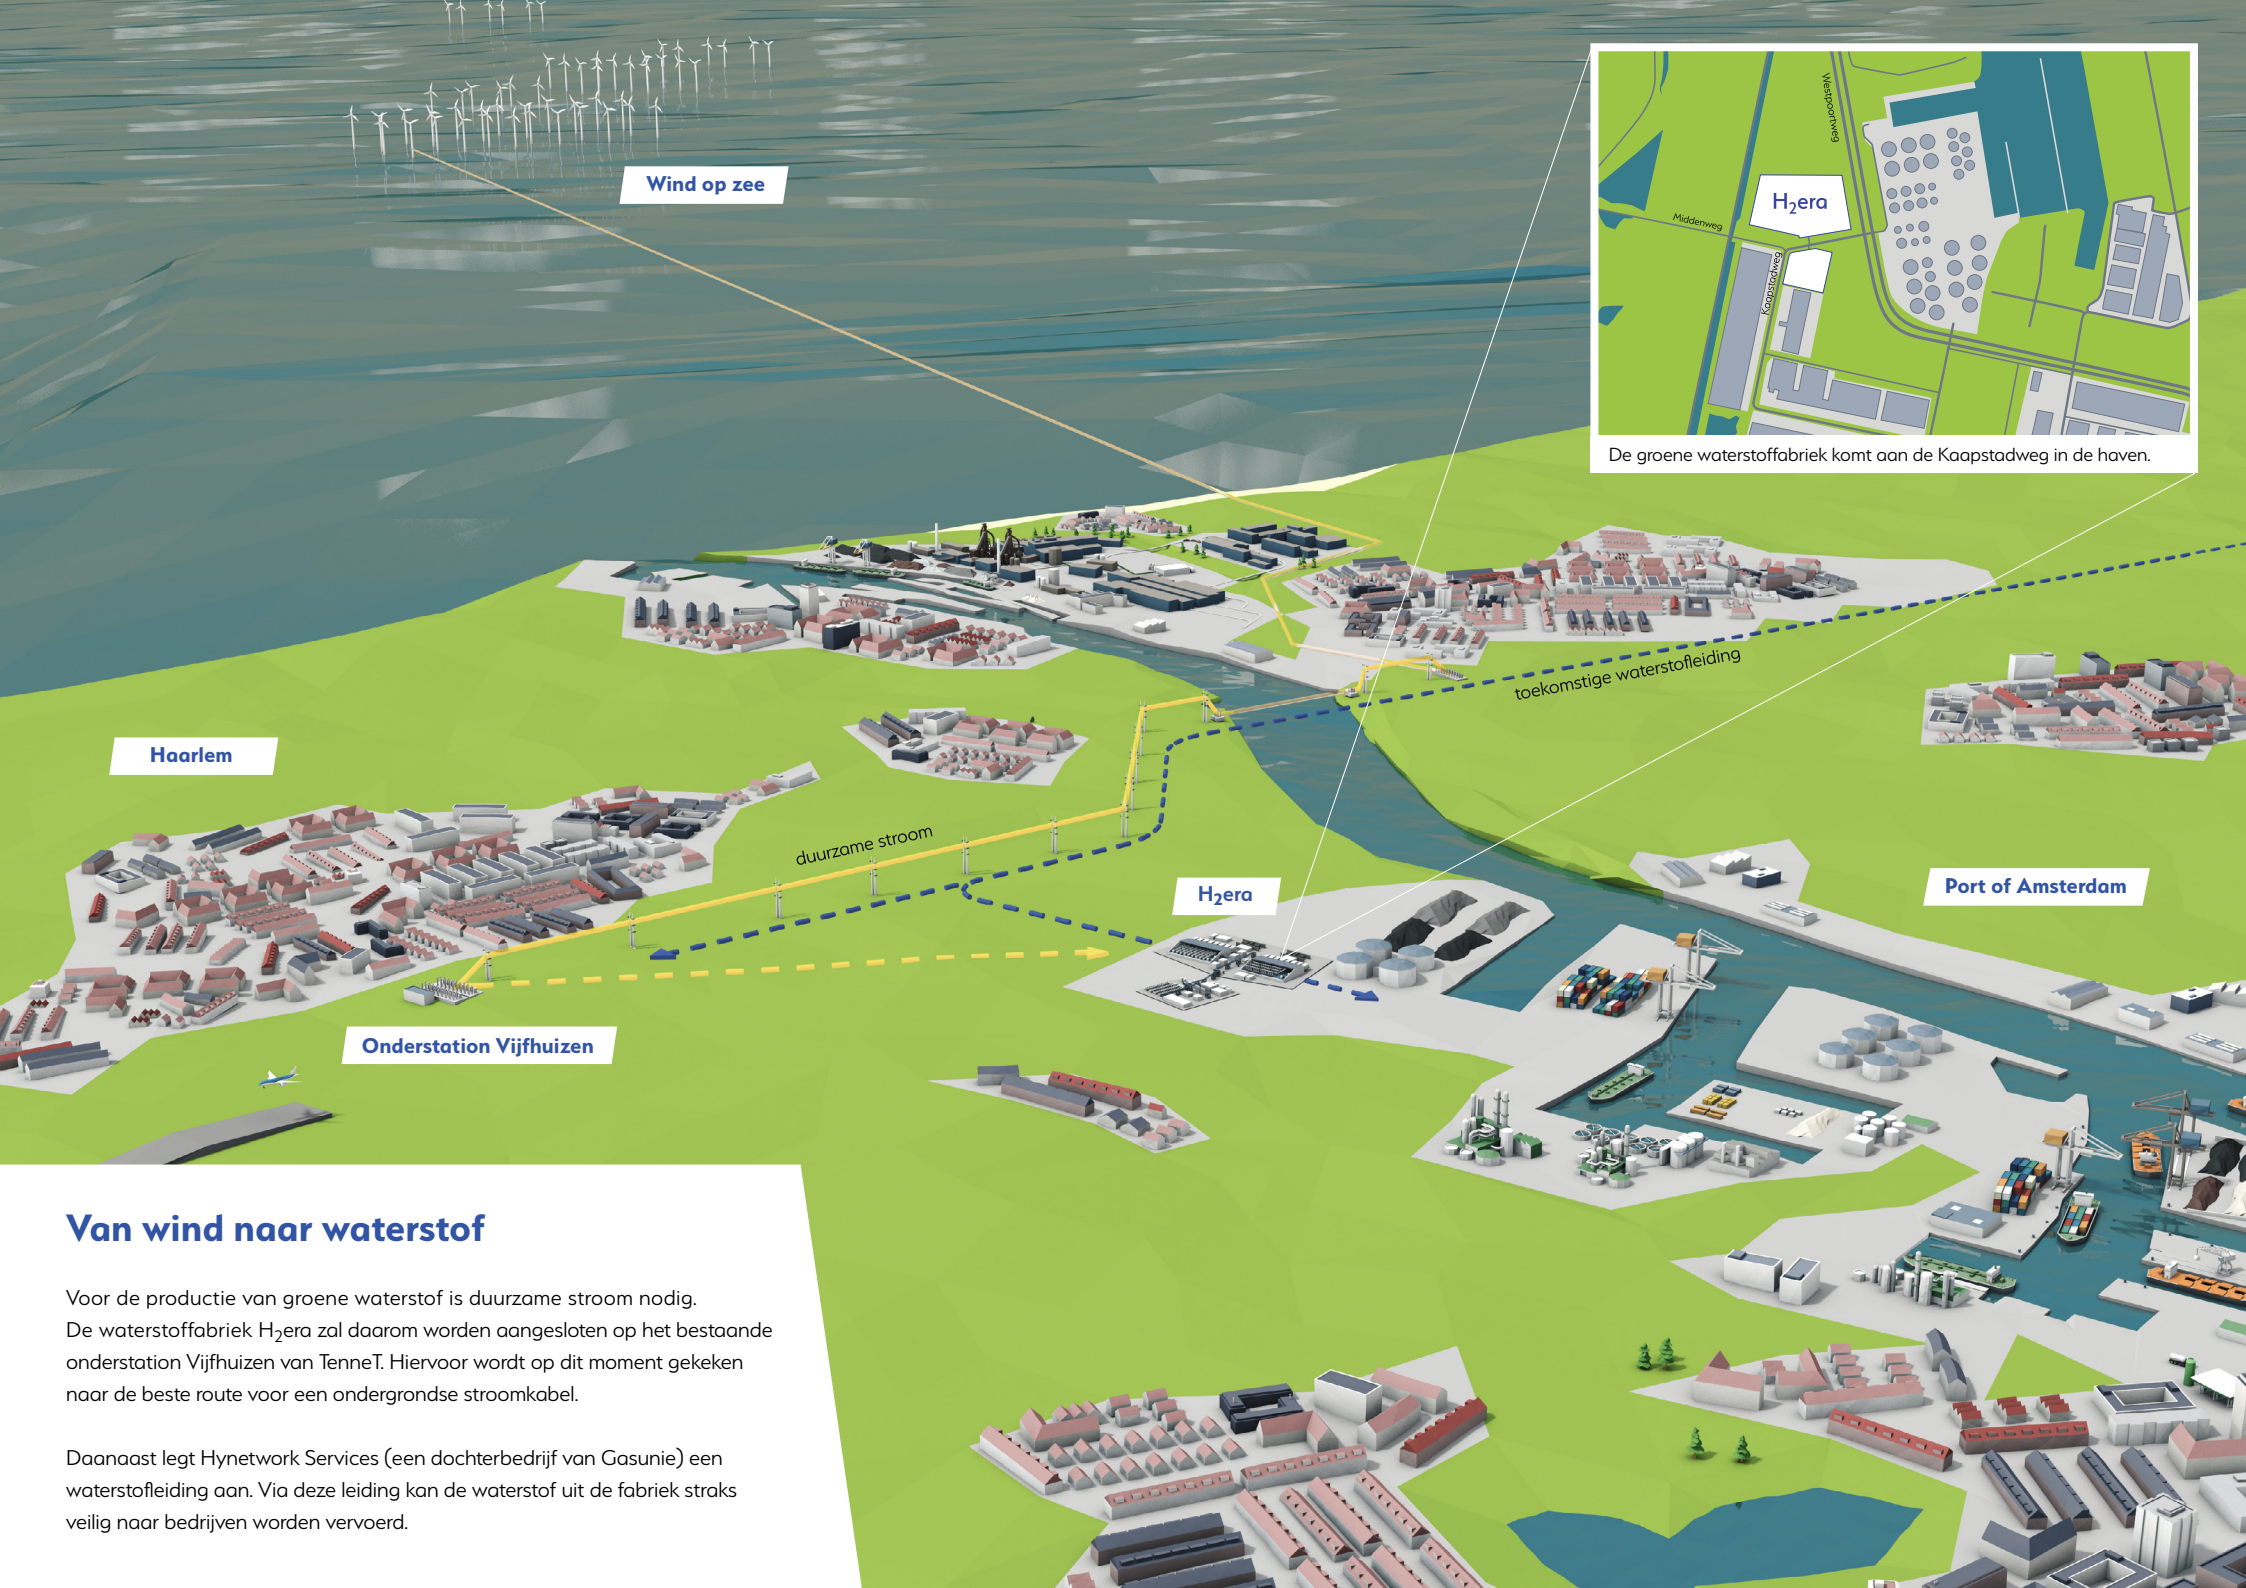 Wind op zee
Westpoortweg
H₂era
Middenweg
Kaapstadweg
De groene waterstoffabriek komt aan de Kaapstadweg in de haven.
toekomstige waterstofleiding
Haarlem
duurzame stroom
H₂era
Port of Amsterdam
Onderstation Vijfhuizen
Van wind naar waterstof
Voor de productie van groene waterstof is duurzame stroom nodig.
De waterstoffabriek H₂era zal daarom worden aangesloten op het bestaande
onderstation Vijfhuizen van TenneT. Hiervoor wordt op dit moment gekeken
naar de beste route voor een ondergrondse stroomkabel.
Daanaast legt Hynetwork Services (een dochterbedrijf van Gasunie) een
waterstofleiding aan. Via deze leiding kan de waterstof uit de fabriek straks
veilig naar bedrijven worden vervoerd.